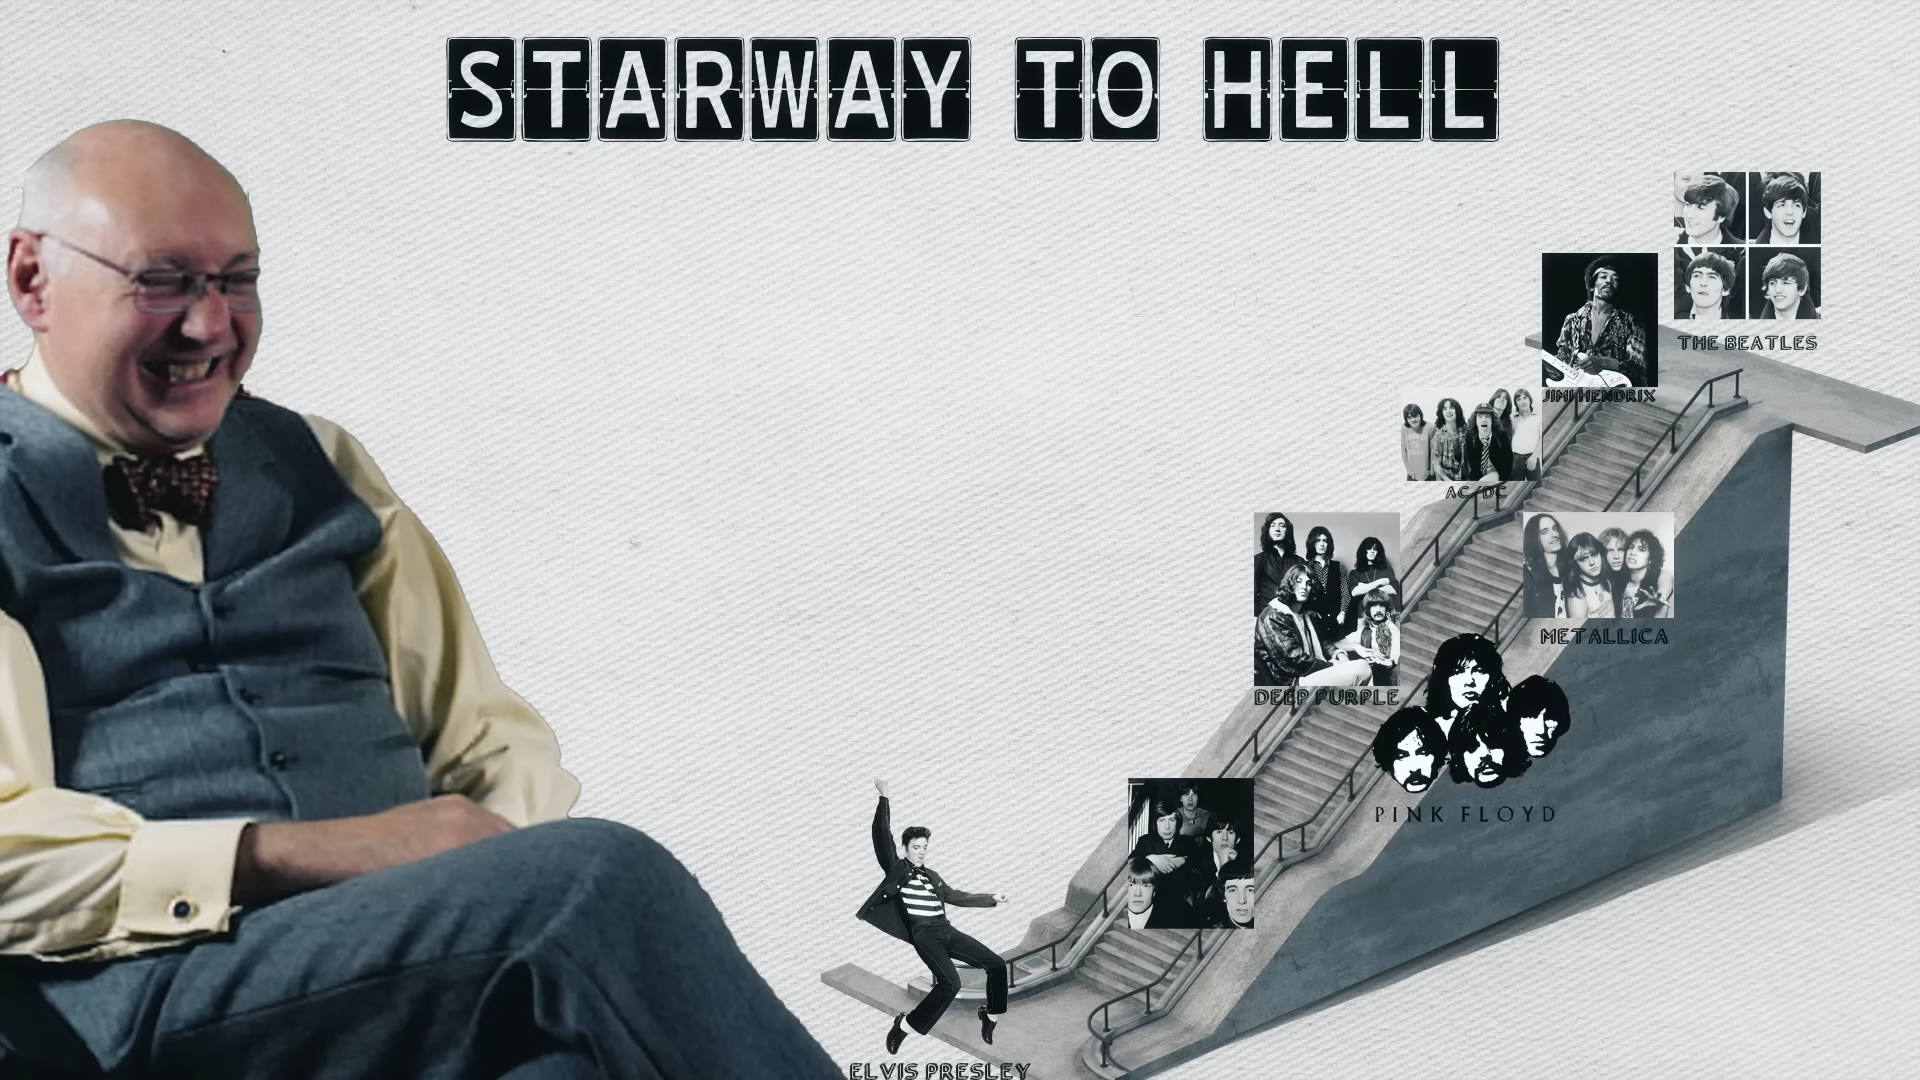 STARWAY TO HELL
THE BEATLES
JIMI HENDRIX
AC/DC
METALLICA
DEEP PURPLE
PINK FLOYD
ELVIS PRESLEY